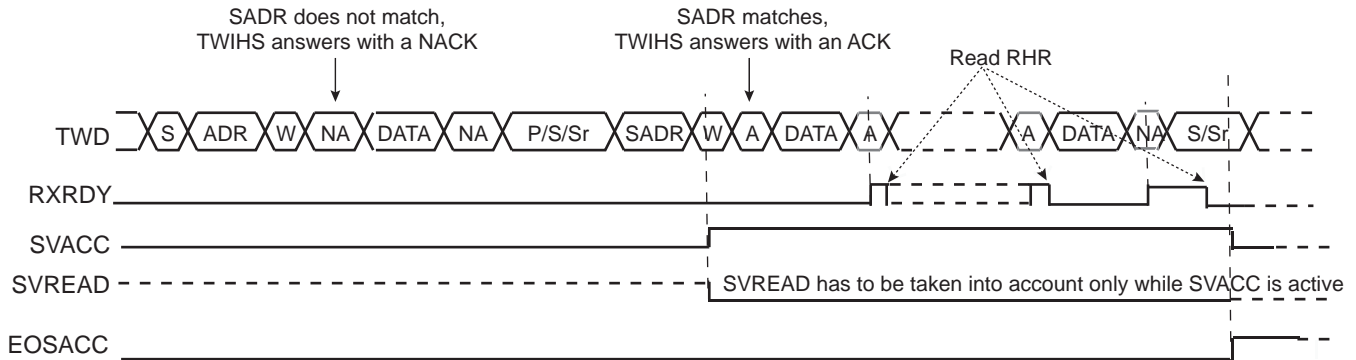 SADR does not match,
TWIHS answers with a NACK
SADR matches,
TWIHS answers with an ACK
Read RHR
TWD S ADR W NA DATA NA P/S/Sr SADR W A DATA A A DATA NA S/Sr
RXRDY
SVACC
SVREAD SVREAD has to be taken into account only while SVACC is active
EOSACC